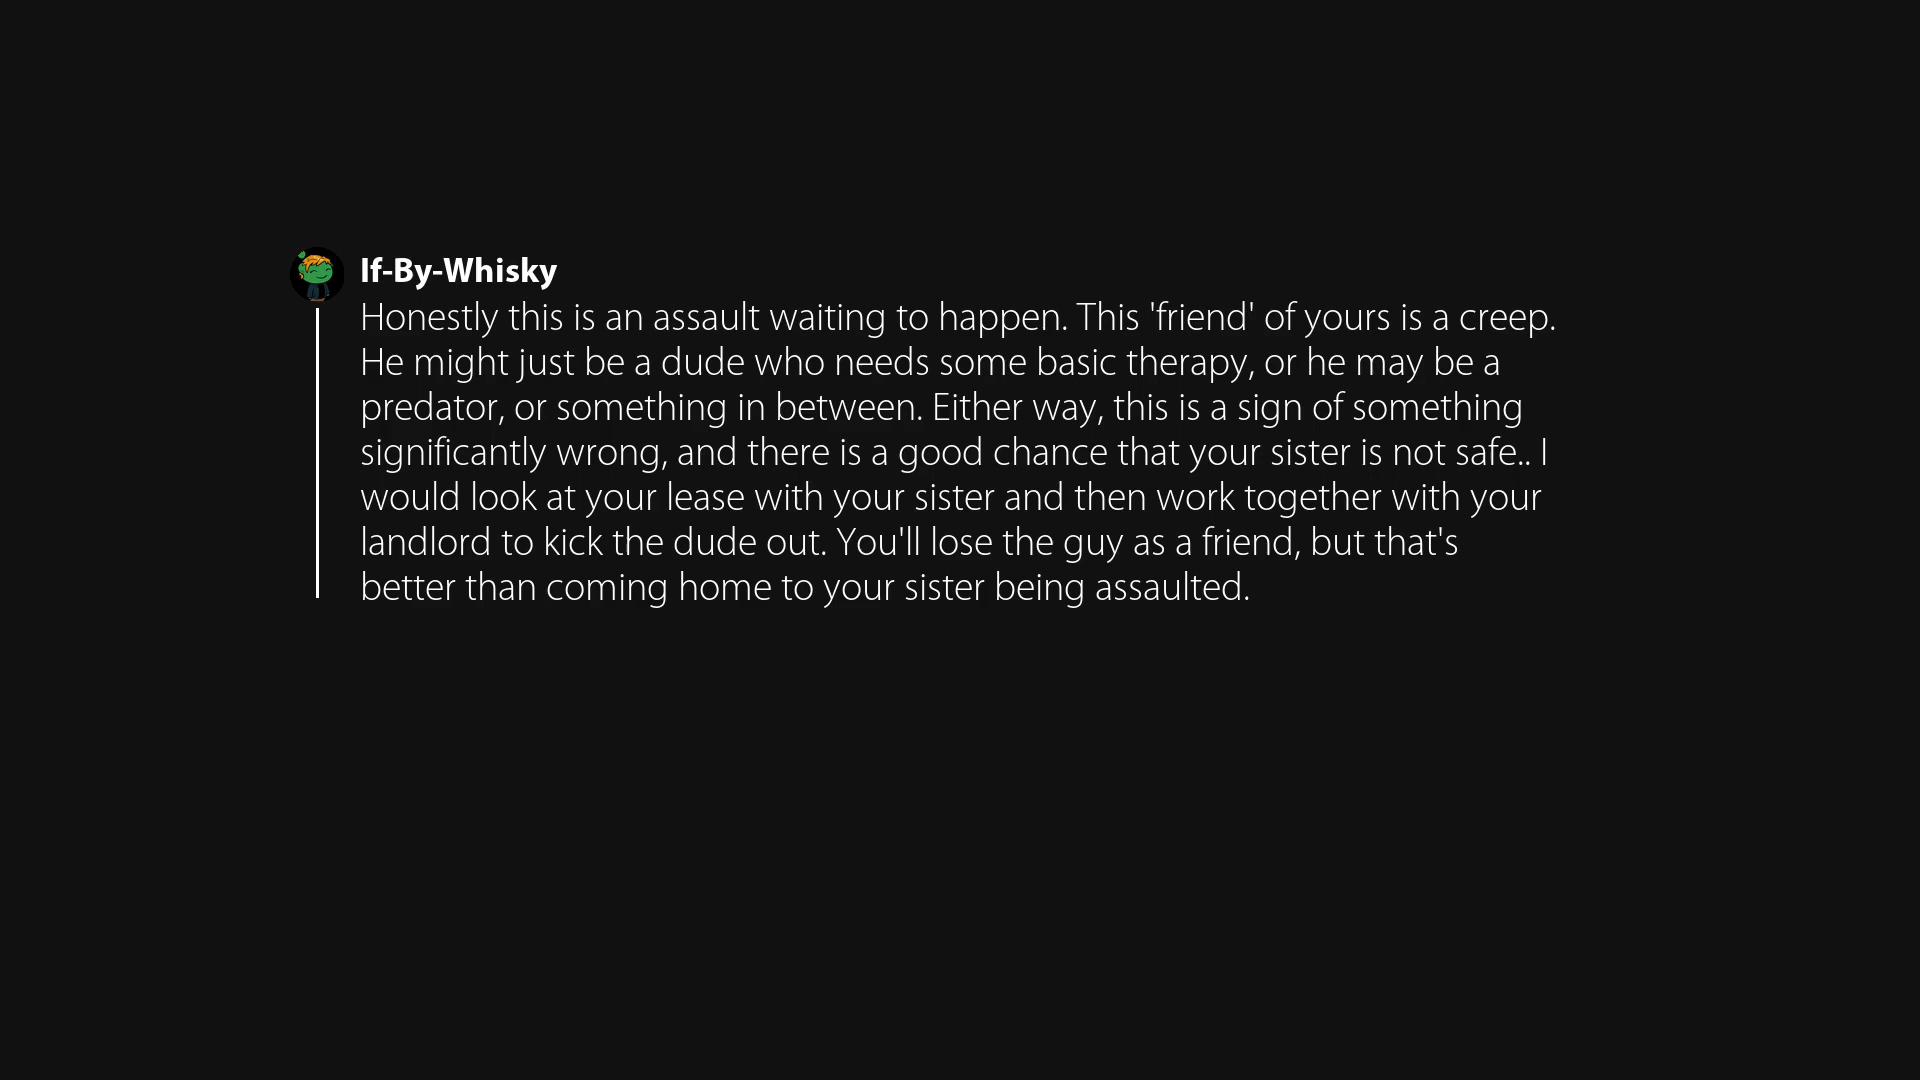 If-By-Whisky
Honestly this is an assault waiting to happen. This 'friend' of yours is a creep.
He might just be a dude who needs some basic therapy, or he may be a
predator, or something in between. Either way, this is a sign of something
significantly wrong, and there is a good chance that your sister is not safe.. I
would look at your lease with your sister and then work together with your
landlord to kick the dude out. You'll lose the guy as a friend, but that's
better than coming home to your sister being assaulted.